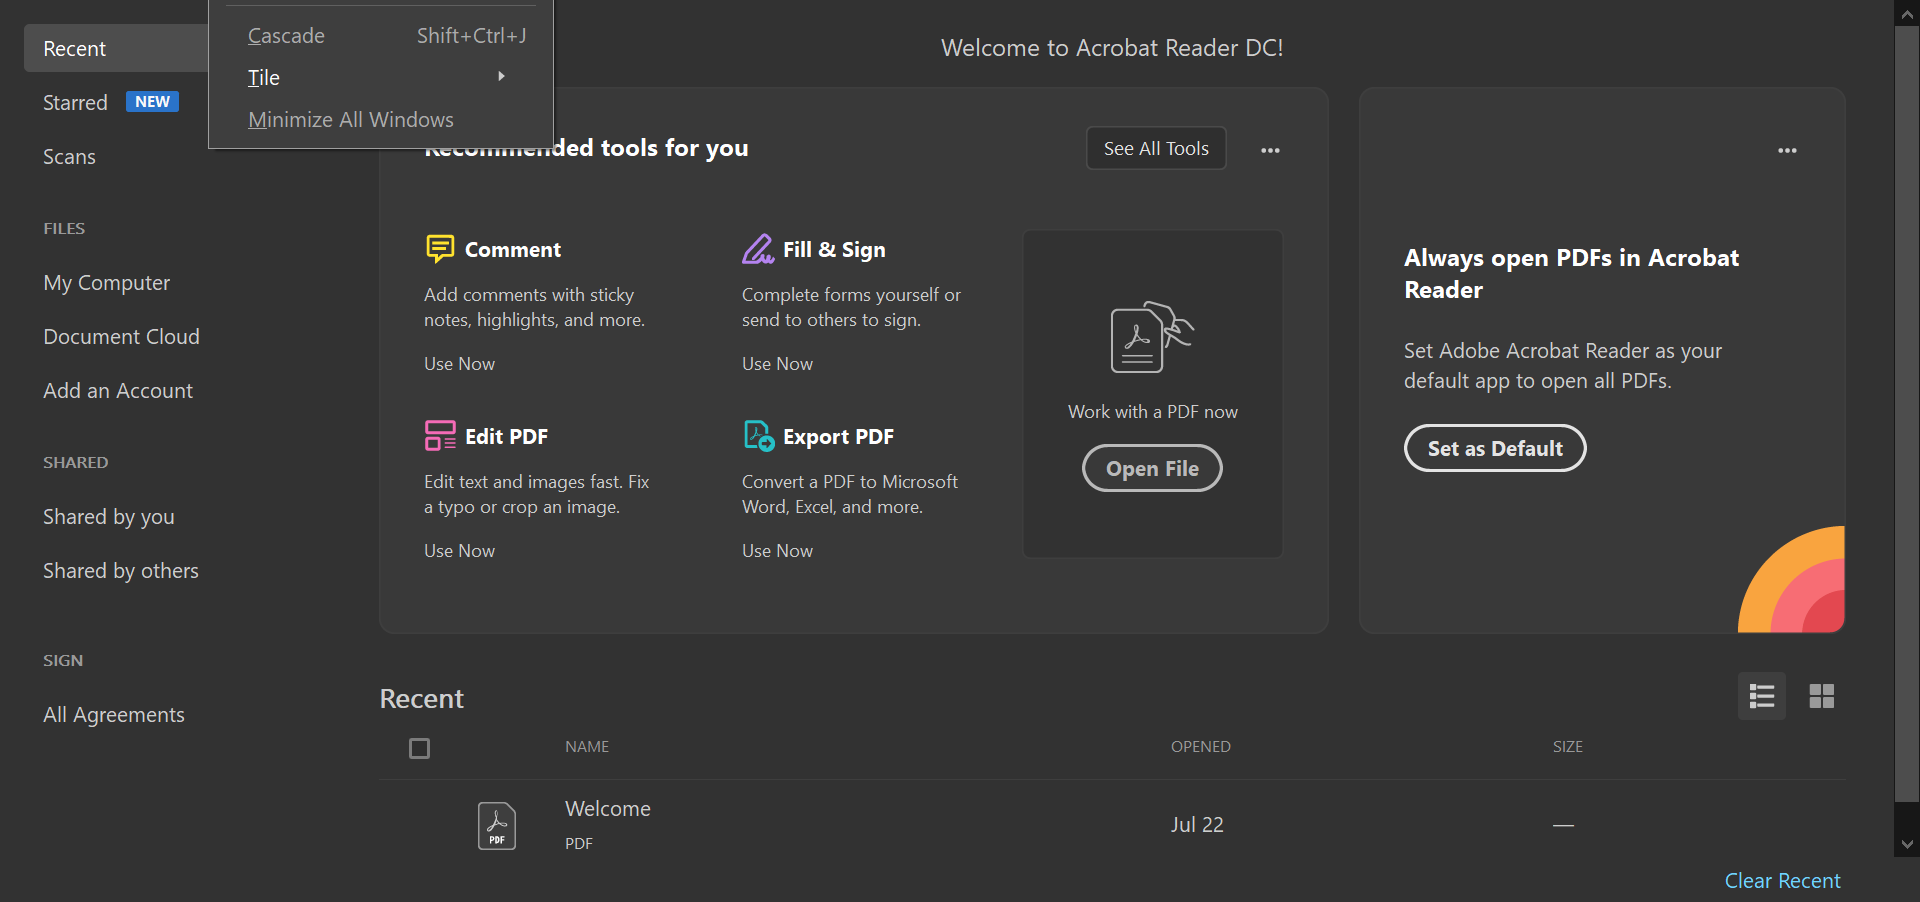 Cascade Shift+Ctrl+J
Tile
Minimize All Windows
Recent
Starred NEW
Scans
FILES
My Computer
Document Cloud
Add an Account
SHARED
Shared by you
Shared by others
SIGN
All Agreements
Welcome to Acrobat Reader DC!
Recommended tools for you
See All Tools
Comment
Add comments with sticky
notes, highlights, and more.
Use Now
Fill & Sign
Complete forms yourself or
send to others to sign.
Use Now
Edit PDF
Edit text and images fast. Fix
a typo or crop an image.
Use Now
Export PDF
Convert a PDF to Microsoft
Word, Excel, and more.
Use Now
Work with a PDF now
Open File
Always open PDFs in Acrobat
Reader
Set Adobe Acrobat Reader as your
default app to open all PDFs.
Set as Default
Recent
NAME OPENED SIZE
PDF
Welcome
PDF
Jul 22 —
Clear Recent